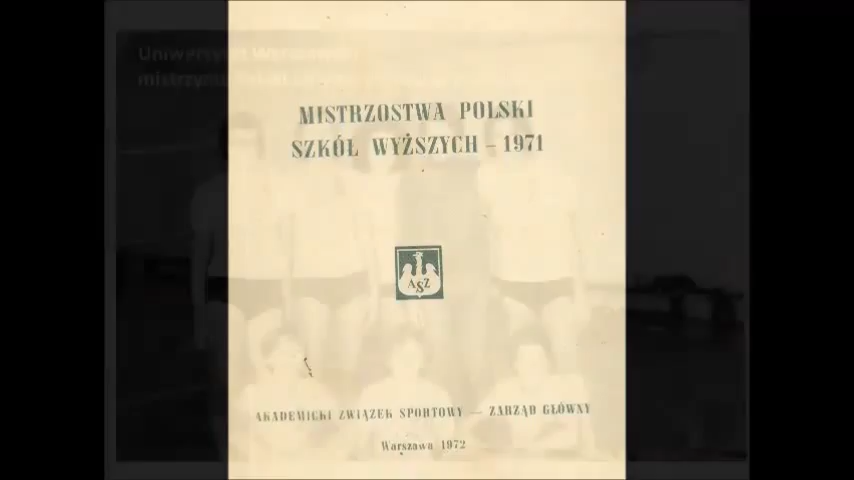 MISTRZOSTWA POLSKI
SZKÓŁ WYŻSZYCH - 1971
AZS
AKADEMICKI ZWIĄZEK SPORTOWY — ZARZĄD GŁÓWNY
Warszawa 1972